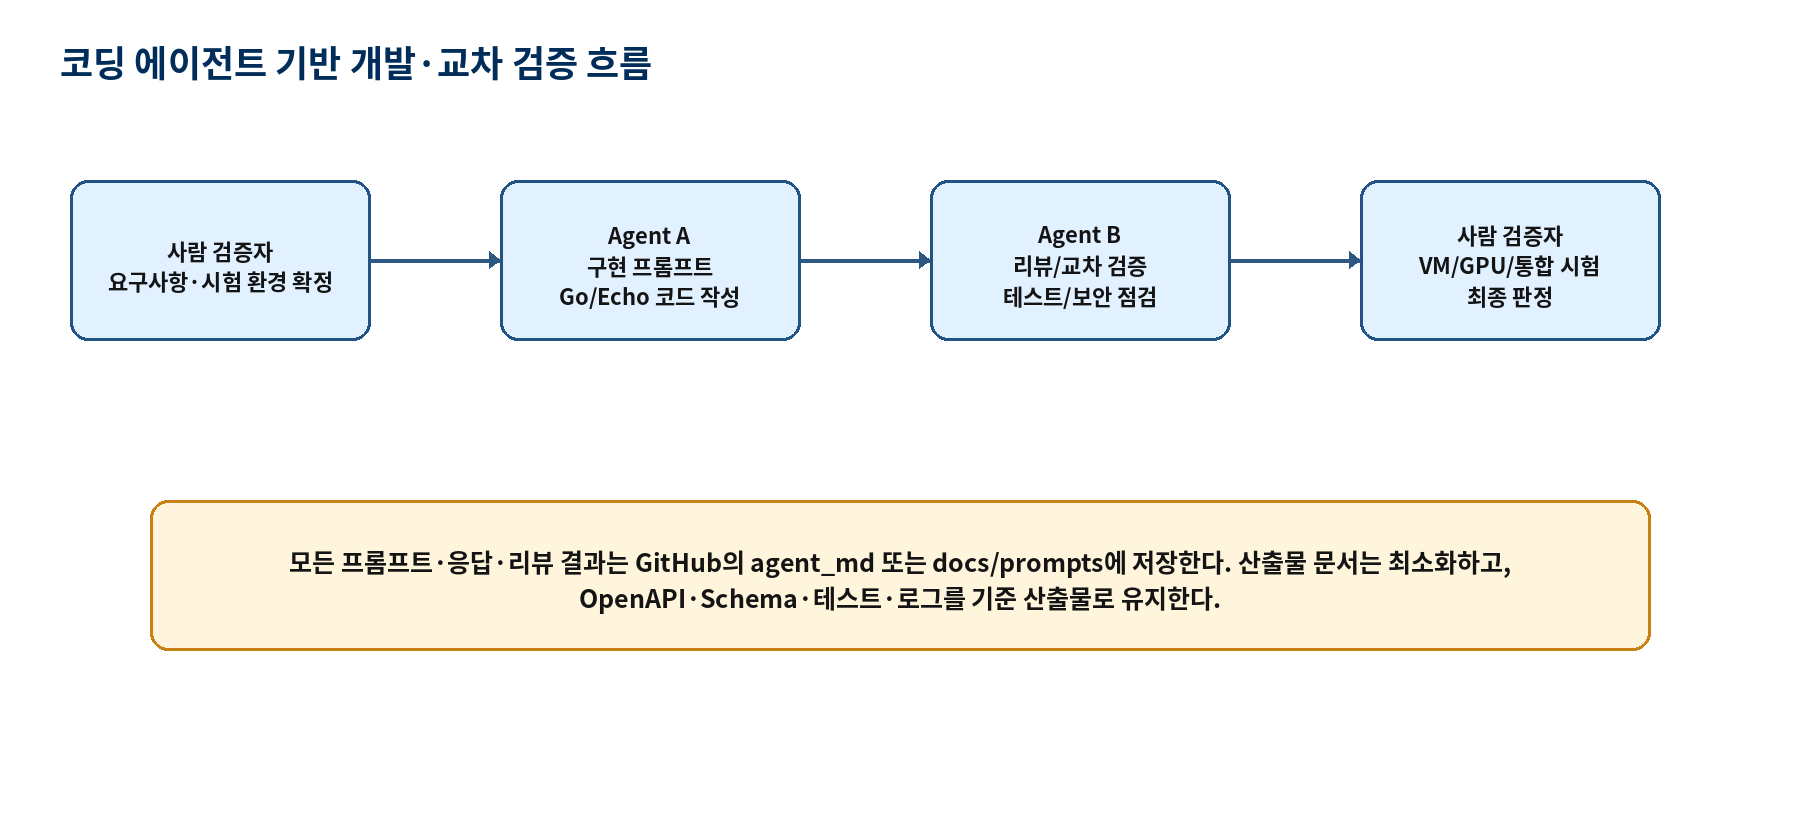 코딩 에이전트 기반 개발·교차 검증 흐름
사람 검증자
요구사항·시험 환경 확정
Agent A
구현 프롬프트
Go/Echo 코드 작성
Agent B
리뷰/교차 검증
테스트/보안 점검
사람 검증자
VM/GPU/통합 시험
최종 판정
모든 프롬프트·응답·리뷰 결과는 GitHub의 agent_md 또는 docs/prompts에 저장한다. 산출물 문서는 최소화하고,
OpenAPI·Schema·테스트·로그를 기준 산출물로 유지한다.